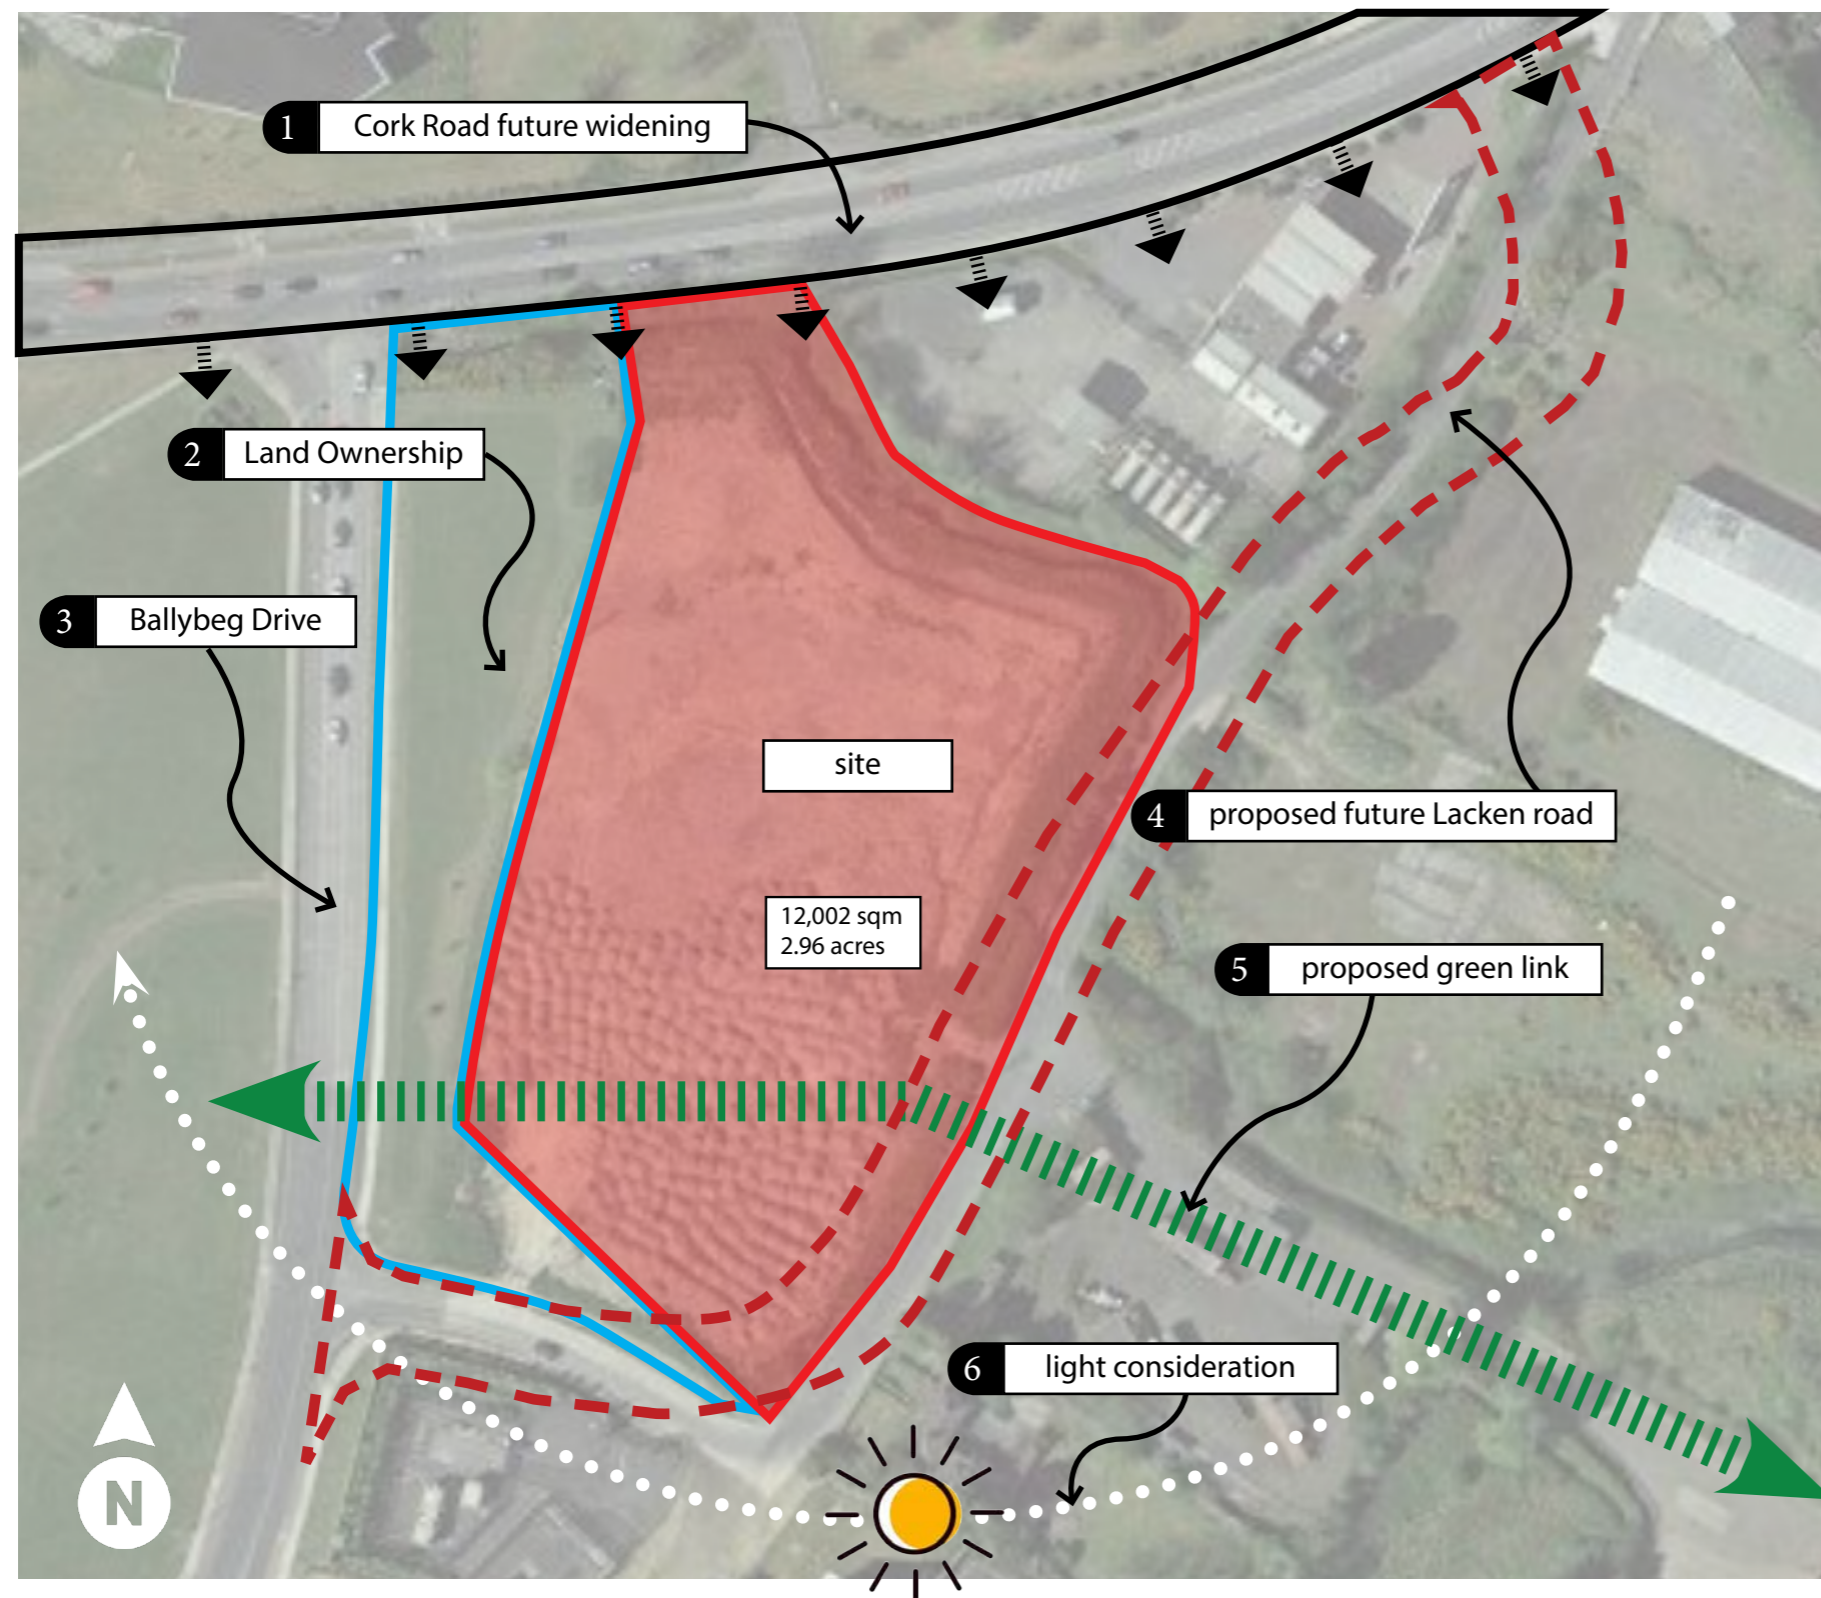 1 Cork Road future widening
2 Land Ownership
3 Ballybeg Drive
site
4 proposed future Lacken road
12,002 sqm
2.96 acres
5 proposed green link
6 light consideration
N